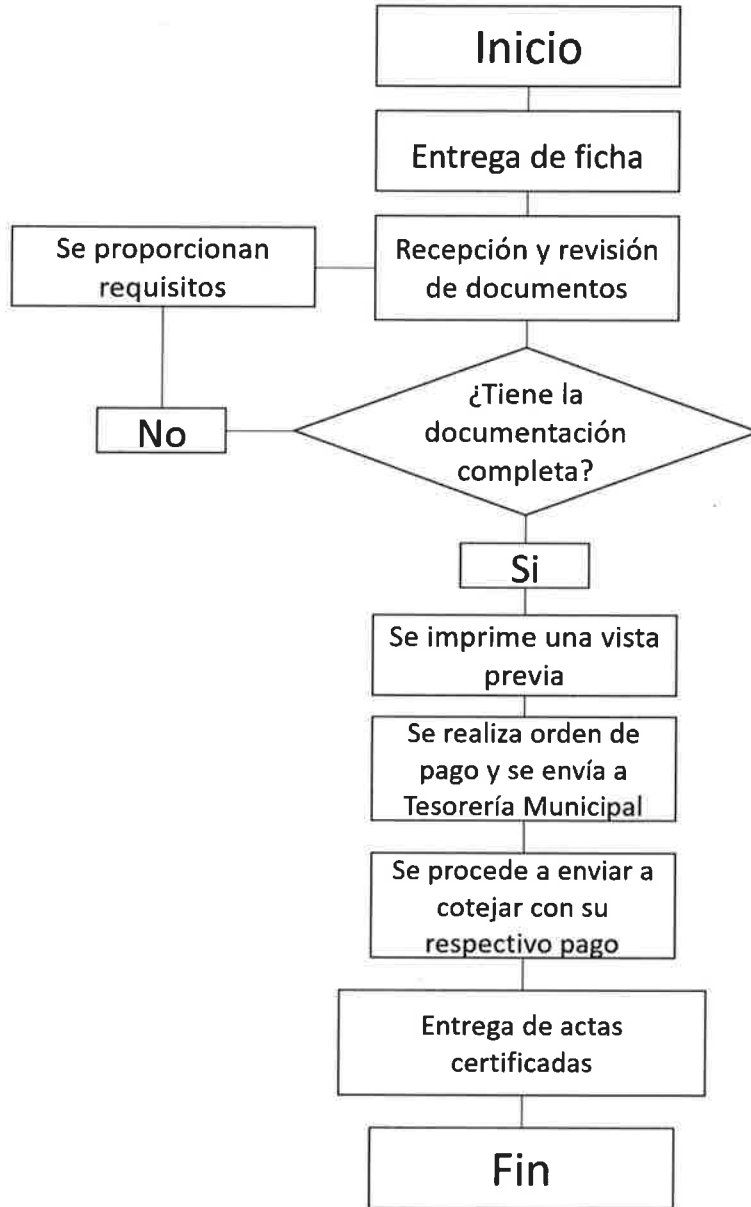 Inicio
Entrega de ficha
Se proporcionan
requisitos
Recepción y revisión
de documentos
¿Tiene la
documentación
completa?
No
Si
Se imprime una vista
previa
Se realiza orden de
pago y se envía a
Tesorería Municipal
Se procede a enviar a
cotejar con su
respectivo pago
Entrega de actas
certificadas
Fin